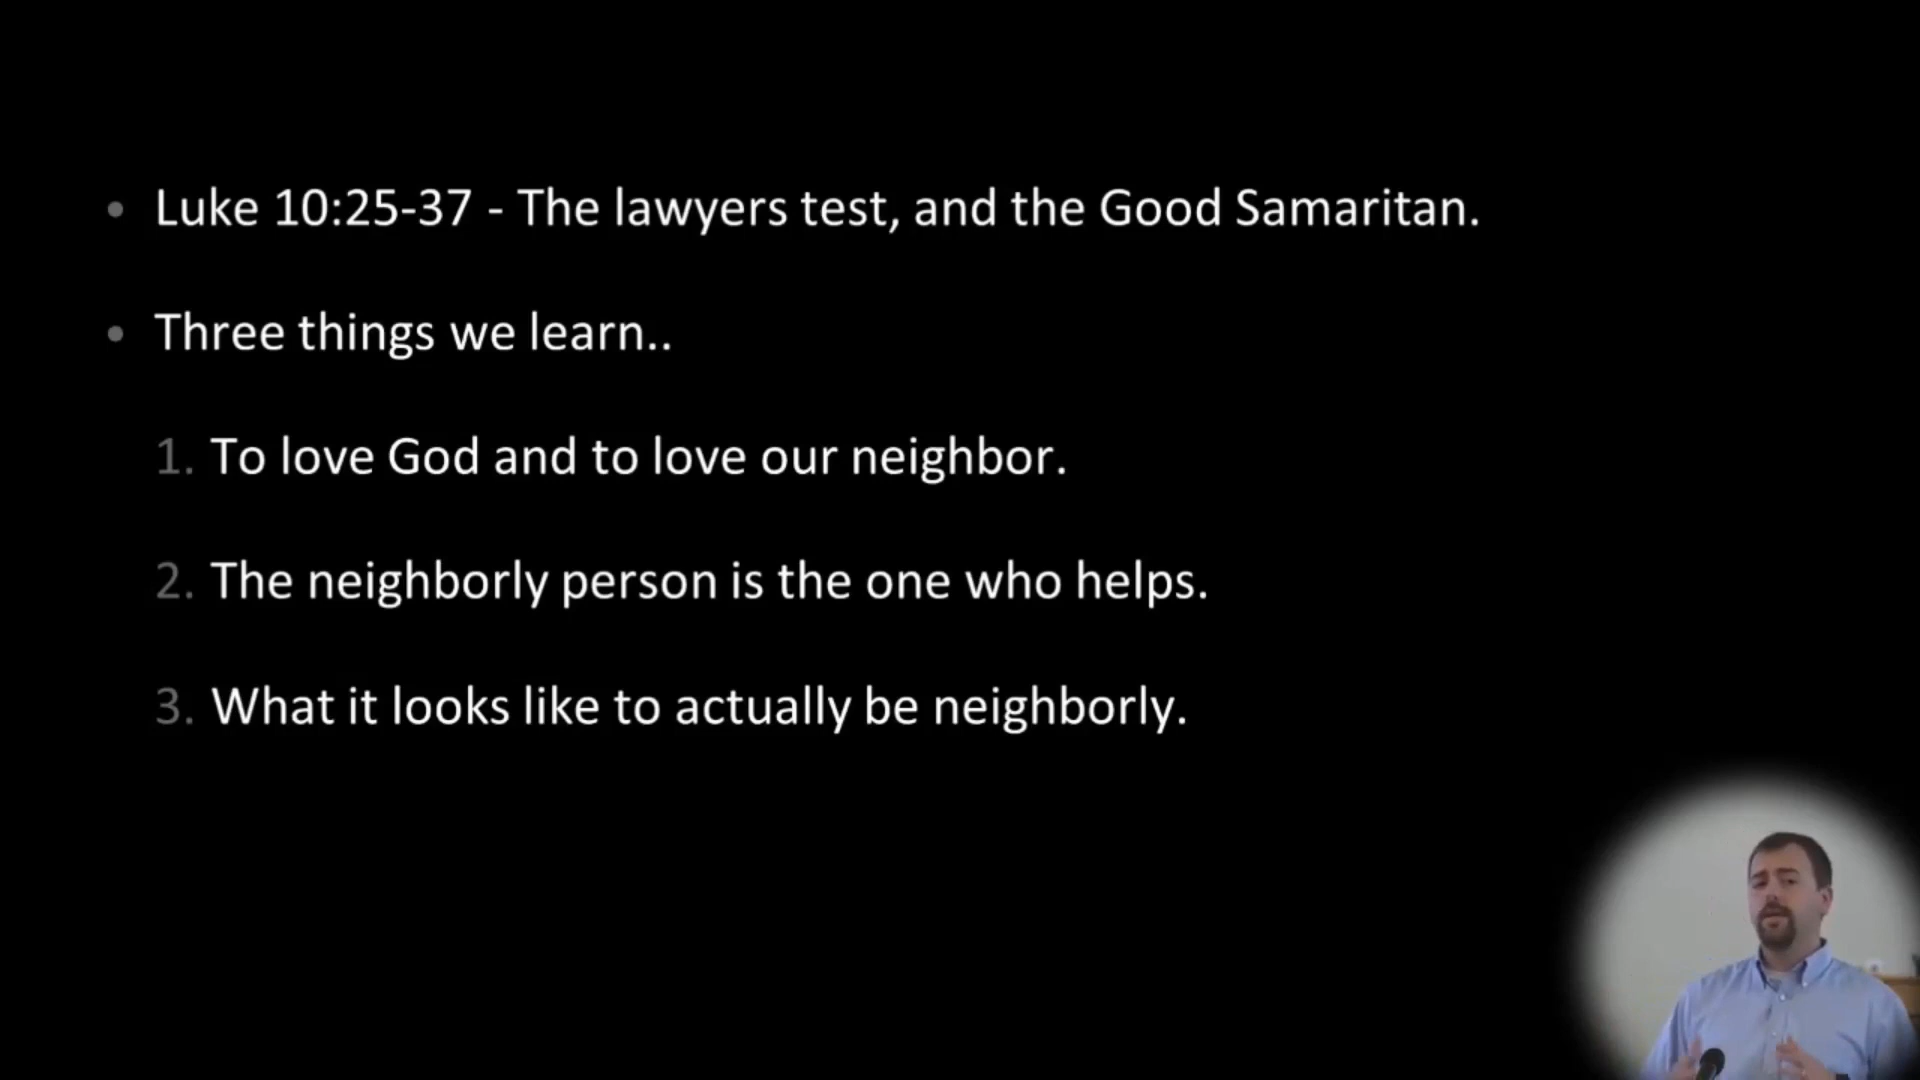 • Luke 10:25-37 - The lawyers test, and the Good Samaritan.
• Three things we learn..
1. To love God and to love our neighbor.
2. The neighborly person is the one who helps.
3. What it looks like to actually be neighborly.